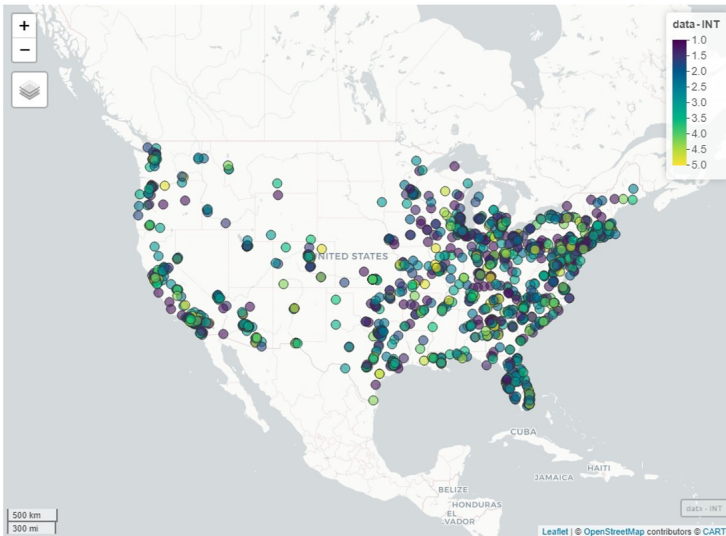 +
−
data-INT
1.0
1.5
2.0
2.5
3.0
3.5
4.0
4.5
5.0
UNITED STATES
CUBA
HAITI
JAMAICA
BELIZE
HONDURAS
EL
VADOR
500 km
300 mi
data - INT
Leaflet | © OpenStreetMap contributors © CART